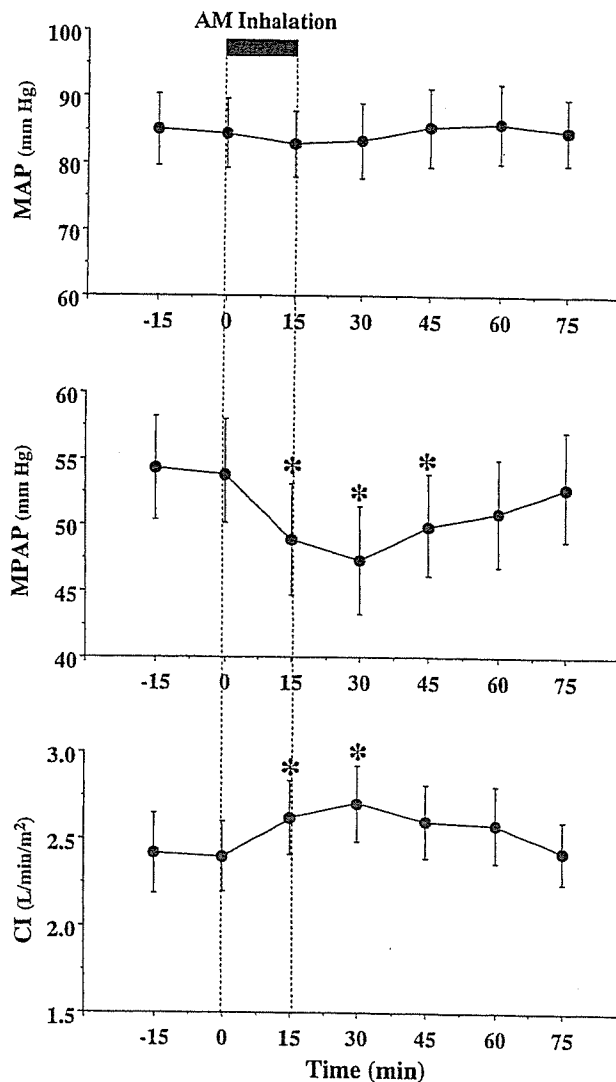 AM Inhalation
MAP (mm Hg)
100
90
80
70
60
-15 0 15 30 45 60 75
MPAP (mm Hg)
60
55
50
45
40
* * *
-15 0 15 30 45 60 75
CI (L/min/m²)
3.0
2.5
2.0
1.5
* *
-15 0 15 30 45 60 75
Time (min)